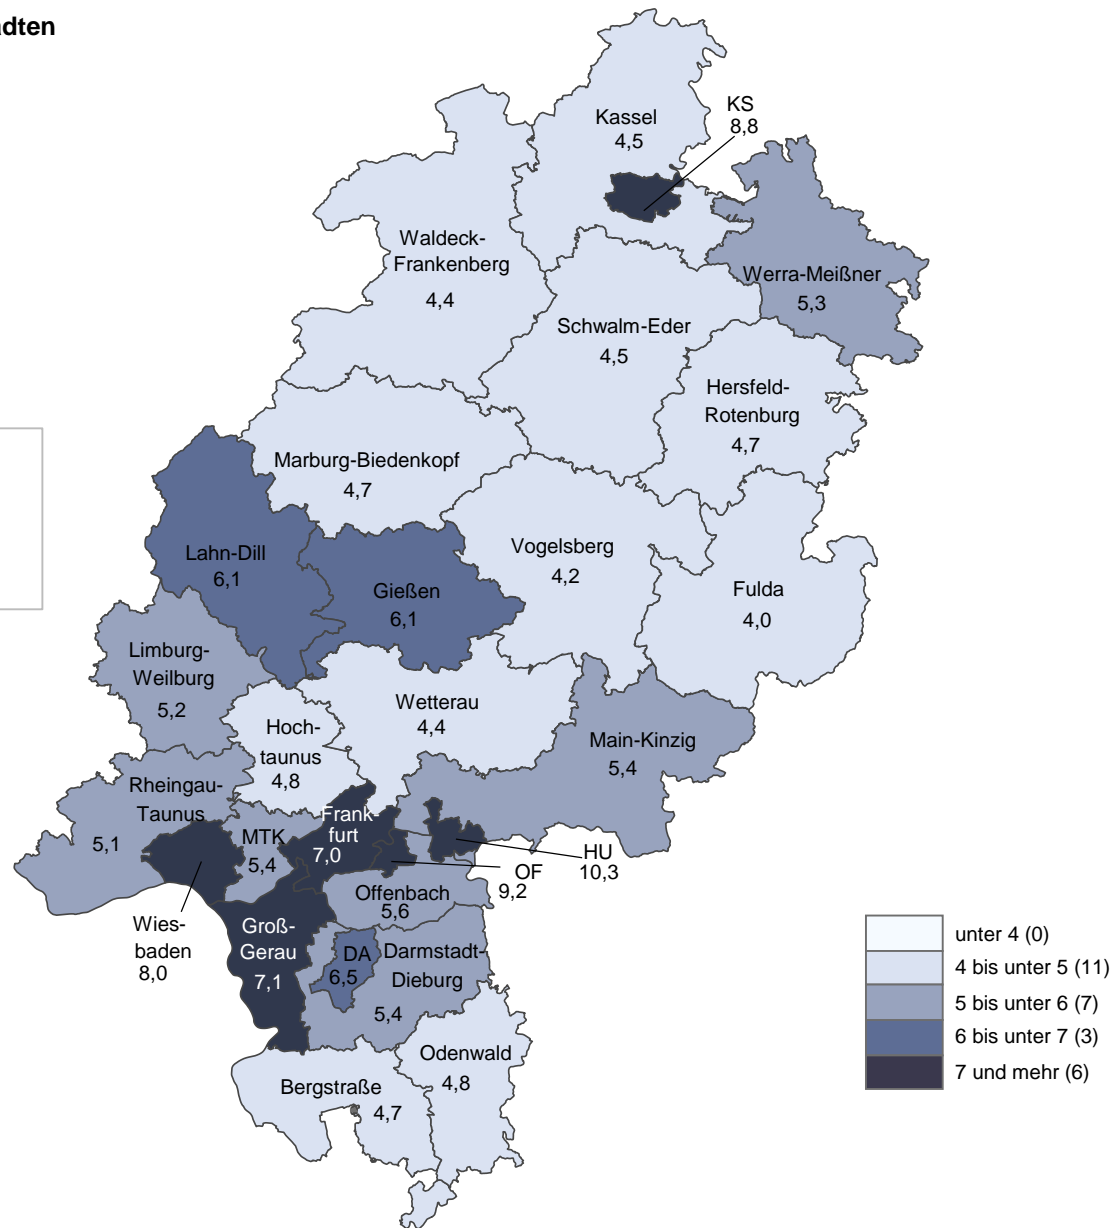 Kassel
4,5
KS
8,8
Waldeck-
Frankenberg
4,4
Werra-Meißner
5,3
Schwalm-Eder
4,5
Hersfeld-
Rotenburg
4,7
Marburg-Biedenkopf
4,7
Lahn-Dill
6,1
Gießen
6,1
Vogelsberg
4,2
Fulda
4,0
Limburg-
Weilburg
5,2
Wetterau
4,4
Hoch-
taunus
4,8
Main-Kinzig
5,4
Rheingau-
Taunus
5,1
MTK
5,4
Frank-
furt
7,0
HU
10,3
OF
9,2
Offenbach
5,6
Wies-
baden
8,0
Groß-
Gerau
7,1
DA
6,5
Darmstadt-
Dieburg
5,4
Odenwald
4,8
Bergstraße
4,7
unter 4 (0)
4 bis unter 5 (11)
5 bis unter 6 (7)
6 bis unter 7 (3)
7 und mehr (6)